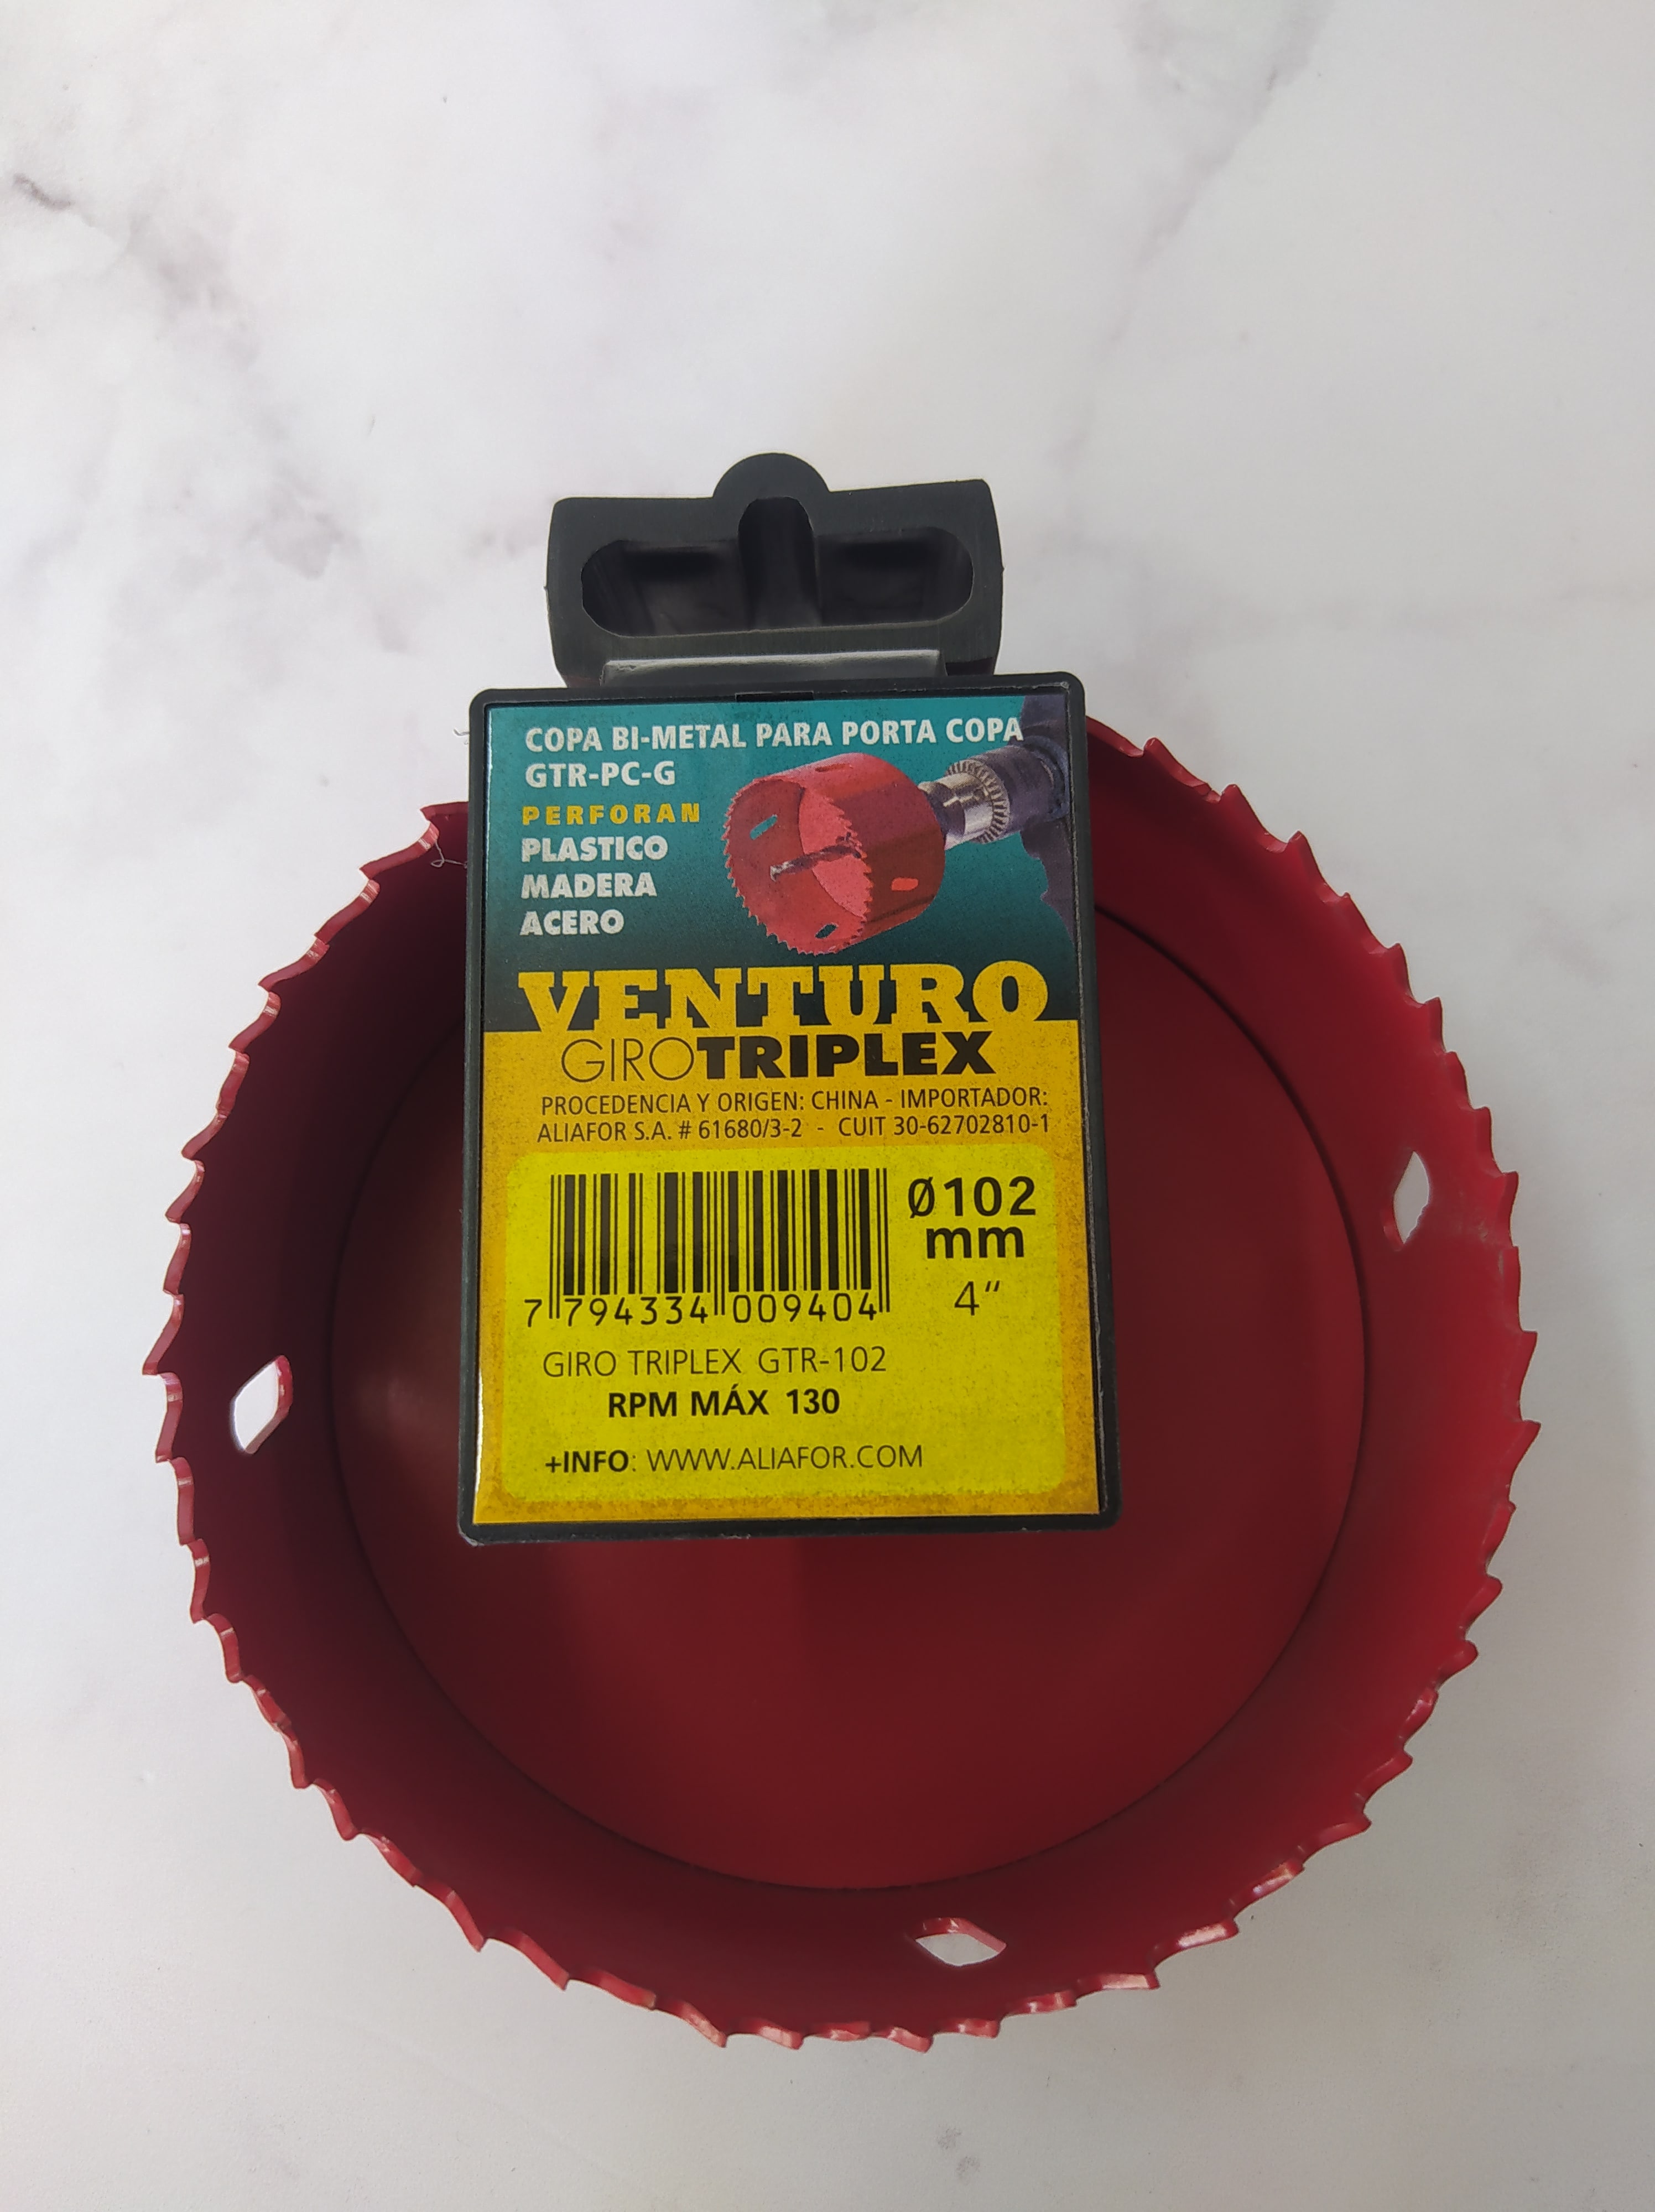 COPA BI-METAL PARA PORTA COPA
GTR-PC-G
PERFORAN
PLASTICO
MADERA
ACERO
VENTURO
GIROTRIPLEX
PROCEDENCIA Y ORIGEN: CHINA - IMPORTADOR:
ALIAFOR S.A. # 61680/3-2 - CUIT 30-62702810-1
Ø102
mm
4“
7 794334 009404
GIRO TRIPLEX GTR-102
RPM MÁX 130
+INFO: WWW.ALIAFOR.COM